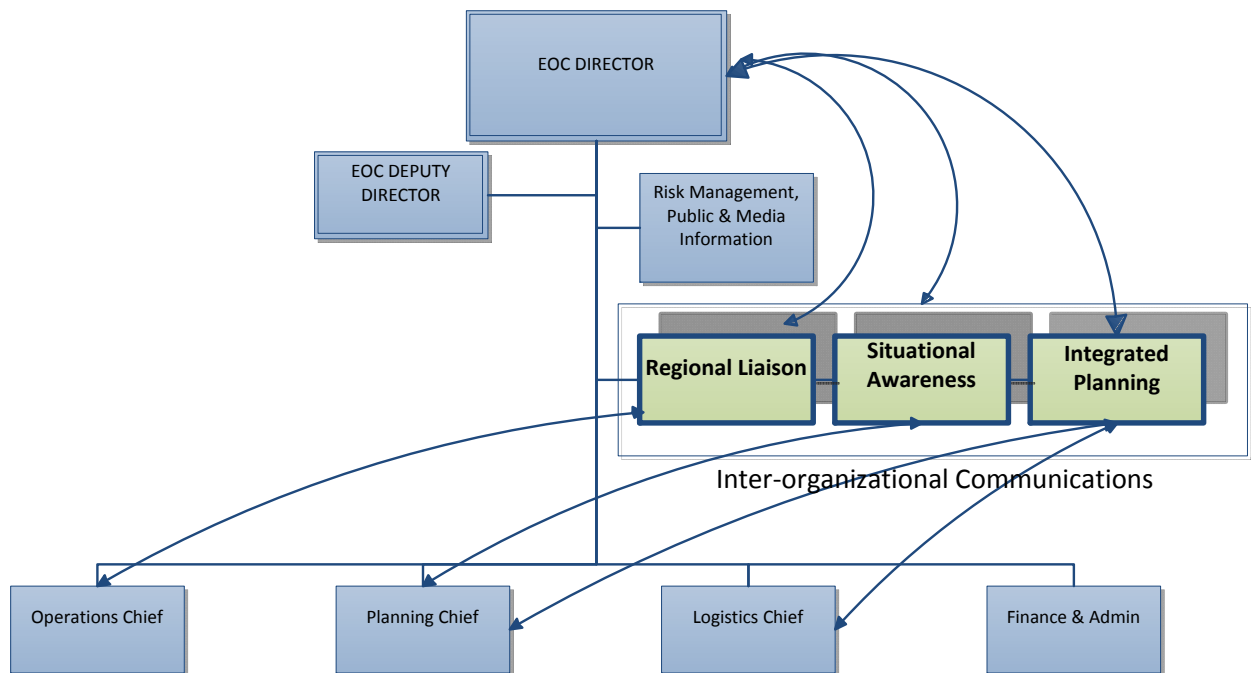 EOC DIRECTOR
EOC DEPUTY
DIRECTOR
Risk Management,
Public & Media
Information
Regional Liaison
Situational
Awareness
Integrated
Planning
Inter-organizational Communications
Operations Chief
Planning Chief
Logistics Chief
Finance & Admin